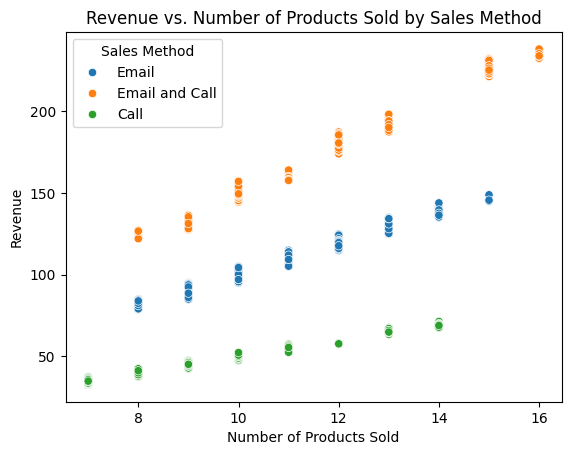 Revenue vs. Number of Products Sold by Sales Method
Sales Method
Email
Email and Call
Call
Revenue
200
150
100
50
8
10
12
14
16
Number of Products Sold